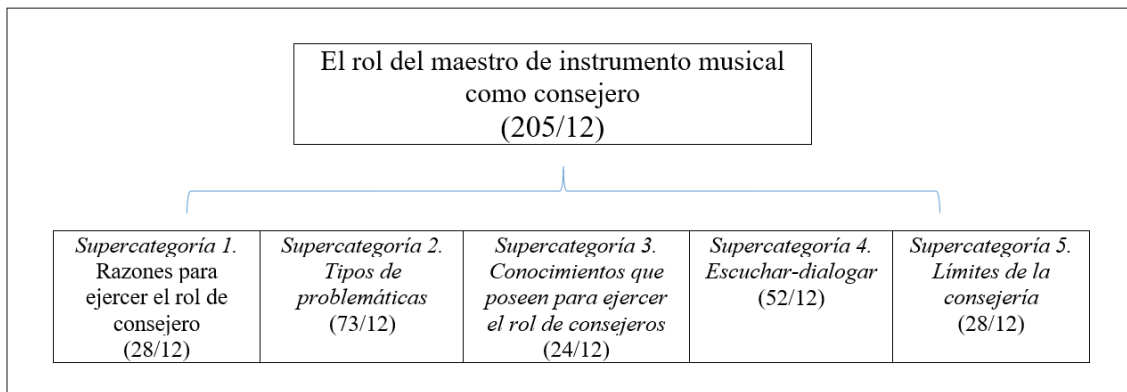 El rol del maestro de instrumento musical
como consejero
(205/12)
Supercategoría 1.
Razones para
ejercer el rol de
consejero
(28/12)
Supercategoría 2.
Tipos de
problemáticas
(73/12)
Supercategoría 3.
Conocimientos que
poseen para ejercer
el rol de consejeros
(24/12)
Supercategoría 4.
Escuchar-dialogar
(52/12)
Supercategoría 5.
Límites de la
consejería
(28/12)